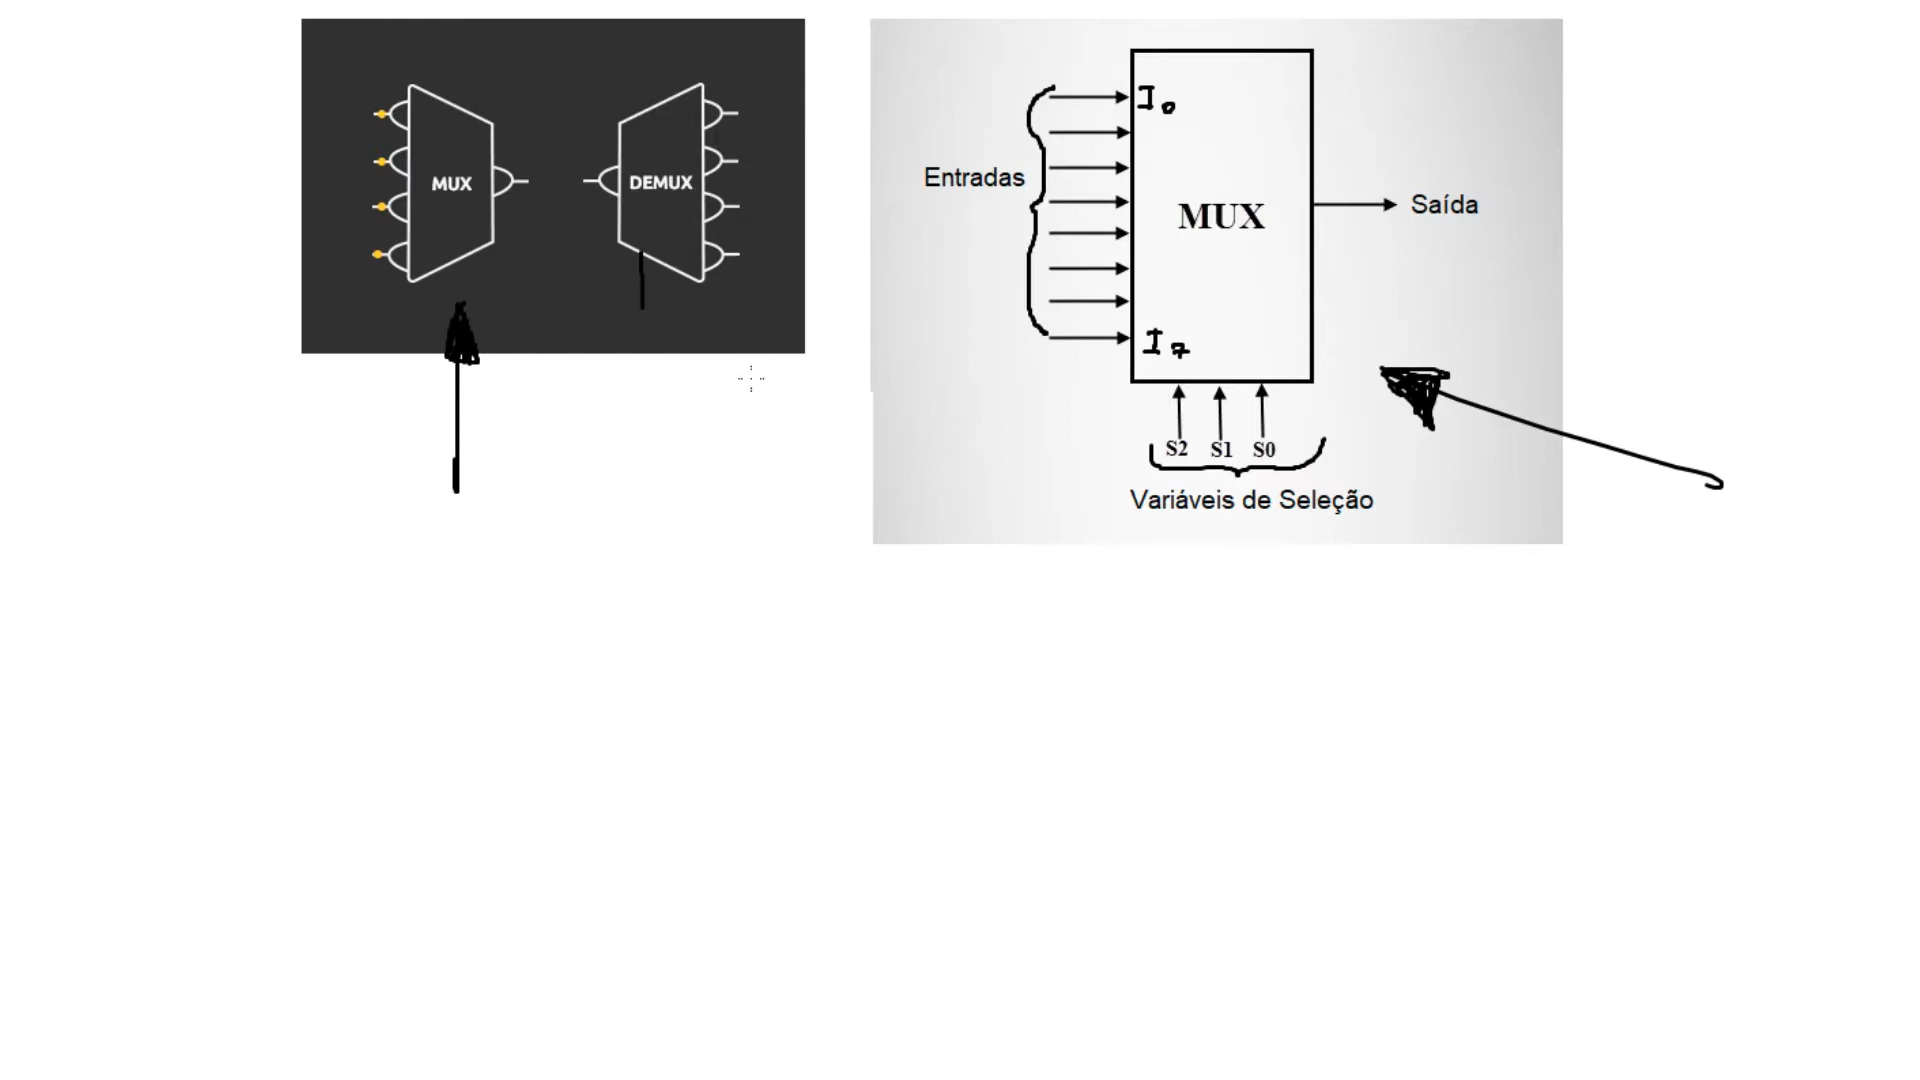 MUX
DEMUX
I0
Entradas
MUX
Saída
I7
S2 S1 S0
Variáveis de Seleção